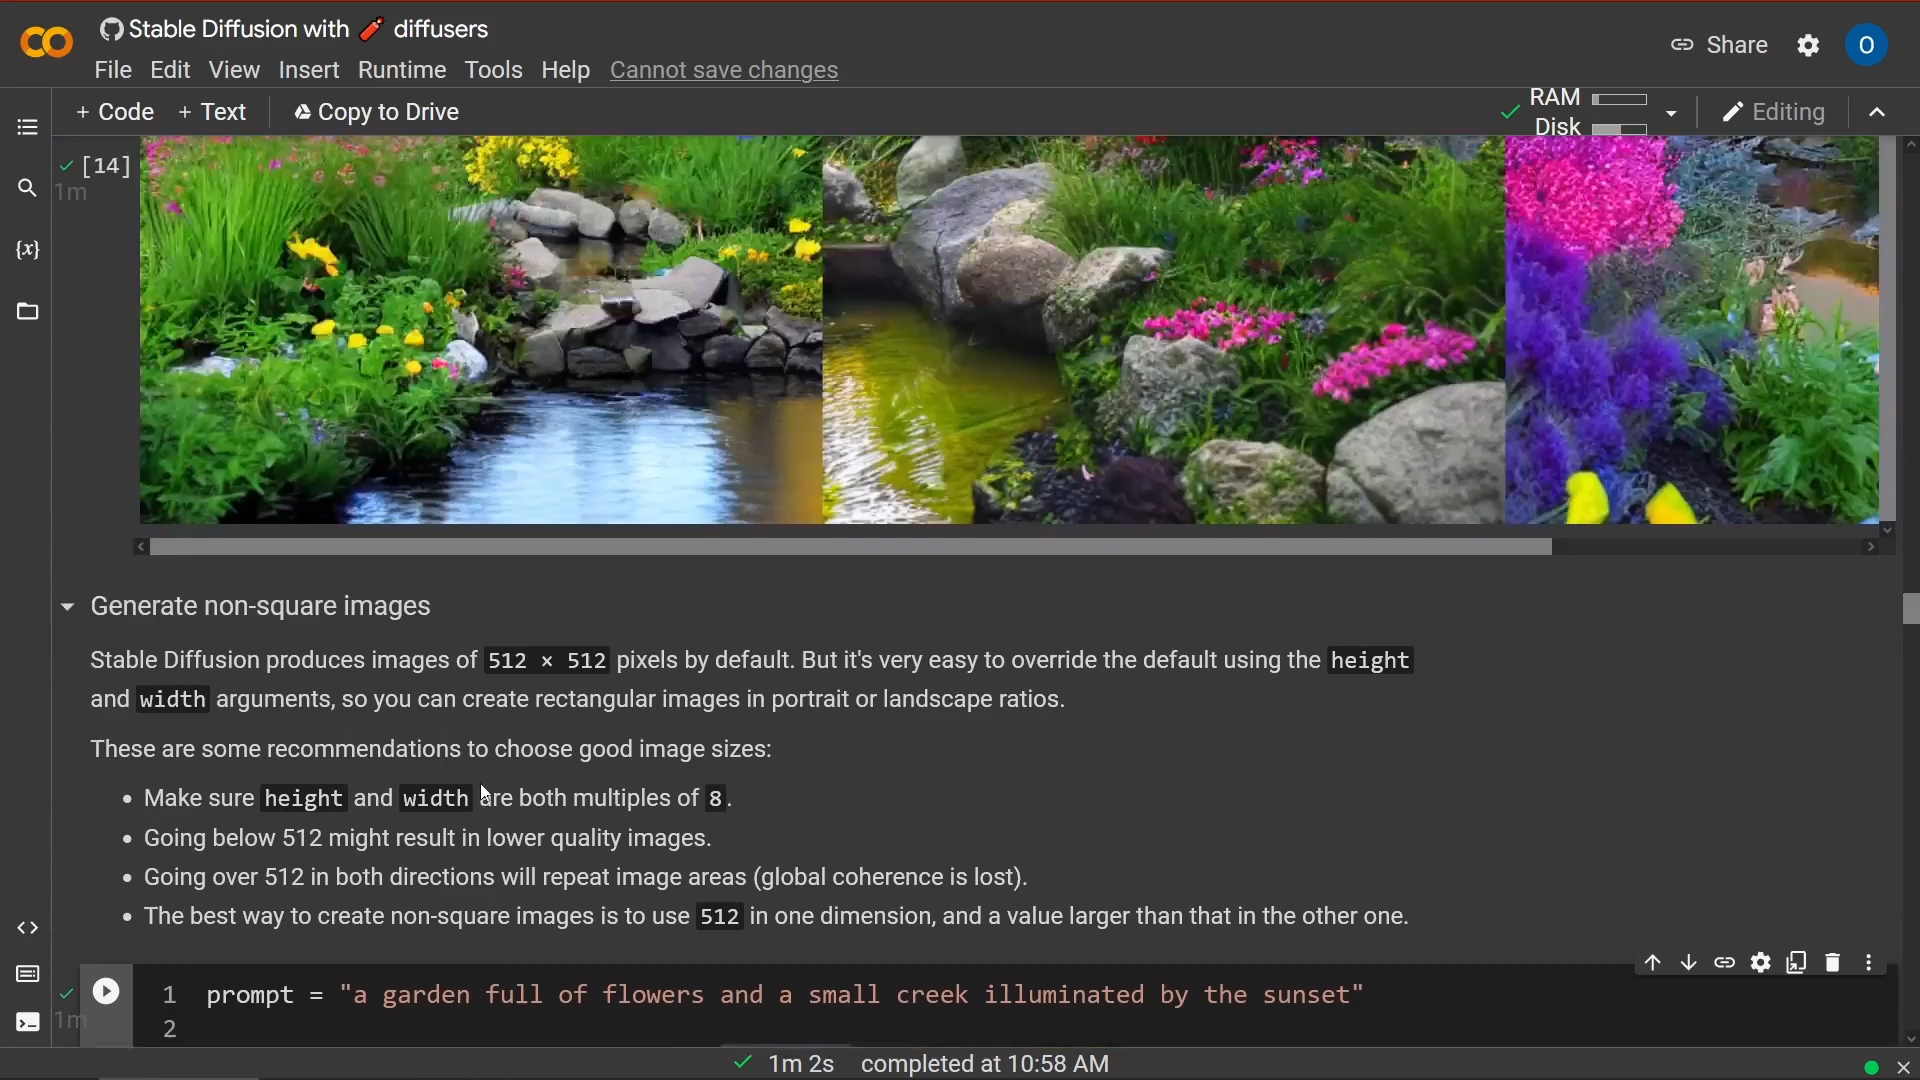 Stable Diffusion with 🧨 diffusers
File Edit View Insert Runtime Tools Help Cannot save changes
Share
O
+ Code + Text Copy to Drive
RAM
Disk
Editing
[14]
1m
{x}
Generate non-square images
Stable Diffusion produces images of 512 × 512 pixels by default. But it's very easy to override the default using the height
and width arguments, so you can create rectangular images in portrait or landscape ratios.
These are some recommendations to choose good image sizes:
• Make sure height and width are both multiples of 8.
• Going below 512 might result in lower quality images.
• Going over 512 in both directions will repeat image areas (global coherence is lost).
• The best way to create non-square images is to use 512 in one dimension, and a value larger than that in the other one.
1 prompt = "a garden full of flowers and a small creek illuminated by the sunset"
1m
2
1m 2s completed at 10:58 AM